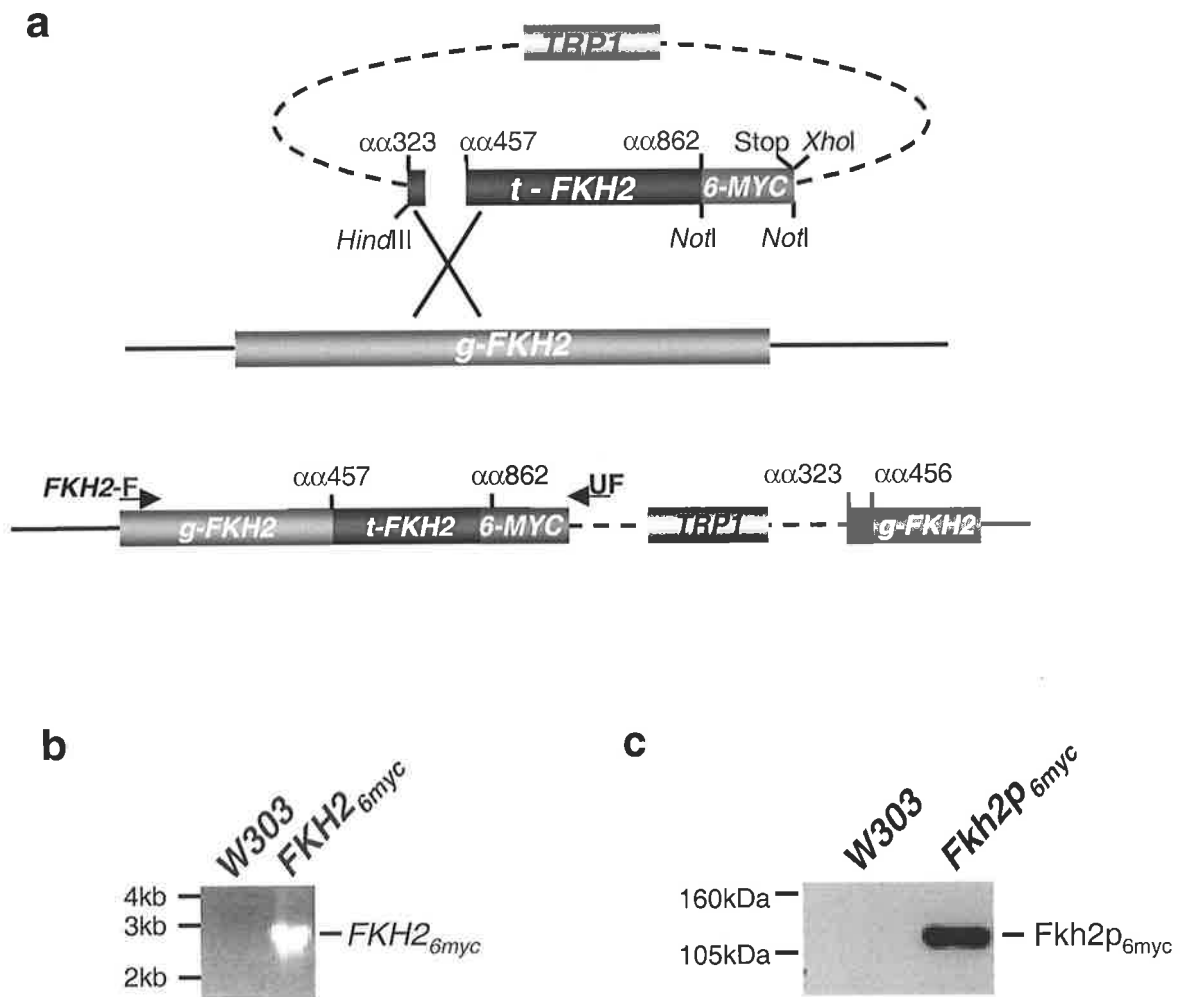 a
TRP1
αα323 αα457 αα862 Stop XhoI
t - FKH2 6-MYC
HindIII NotI NotI
g-FKH2
FKH2-F αα457 αα862 UF αα323 αα456
g-FKH2 t-FKH2 6-MYC TRP1 g-FKH2
b
W303 FKH2 6myc
4kb
3kb
FKH2 6myc
2kb
c
W303 Fkh2p 6myc
160kDa
Fkh2p6myc
105kDa